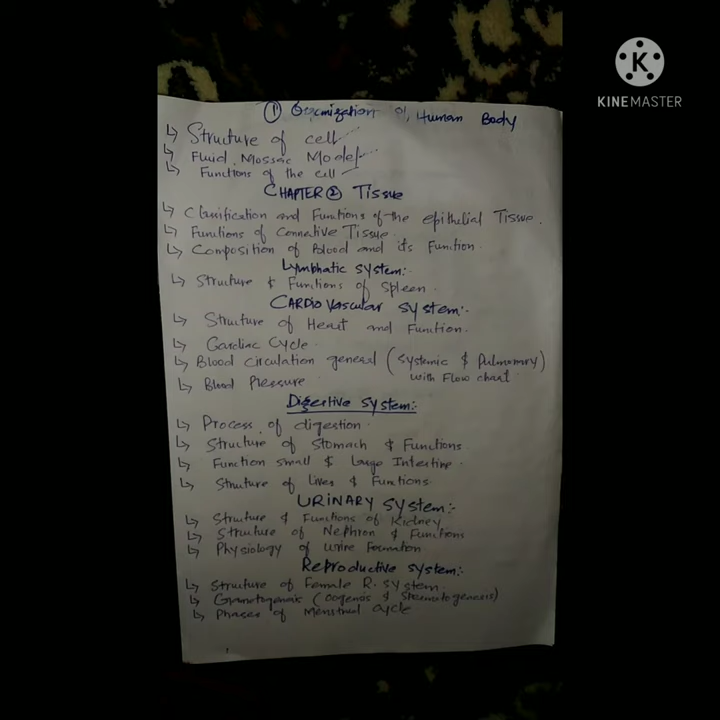 ① Organization of Human Body
↳ Structure of cell
↳ Fluid Mossac Model
↳ Functions of the cell
CHAPTER ② Tissue
↳ Classification and Functions of the epithelial Tissue.
↳ Functions of connective Tissue.
↳ Composition of Blood and its Function.
Lymphatic system:-
↳ Structure & Functions of Spleen.
CARDIO Vascular system:-
↳ Structure of Heart and Function.
↳ Cardiac Cycle.
↳ Blood circulation general (Systemic & Pulmonary)
with Flow chart
↳ Blood Pressure
Digestive system:-
↳ Process of digestion.
↳ Structure of Stomach & Functions
↳ Function small & large Intestine.
↳ Structure of Liver & Functions.
URINARY system:-
↳ Structure & Functions of Kidney
↳ Structure of Nephron & Functions
↳ Physiology of urine Formation
Reproductive system:-
↳ Structure of Female R. system.
↳ (Oogenesis &
↳ Phases of Menstrual cycle
K
KINEMASTER